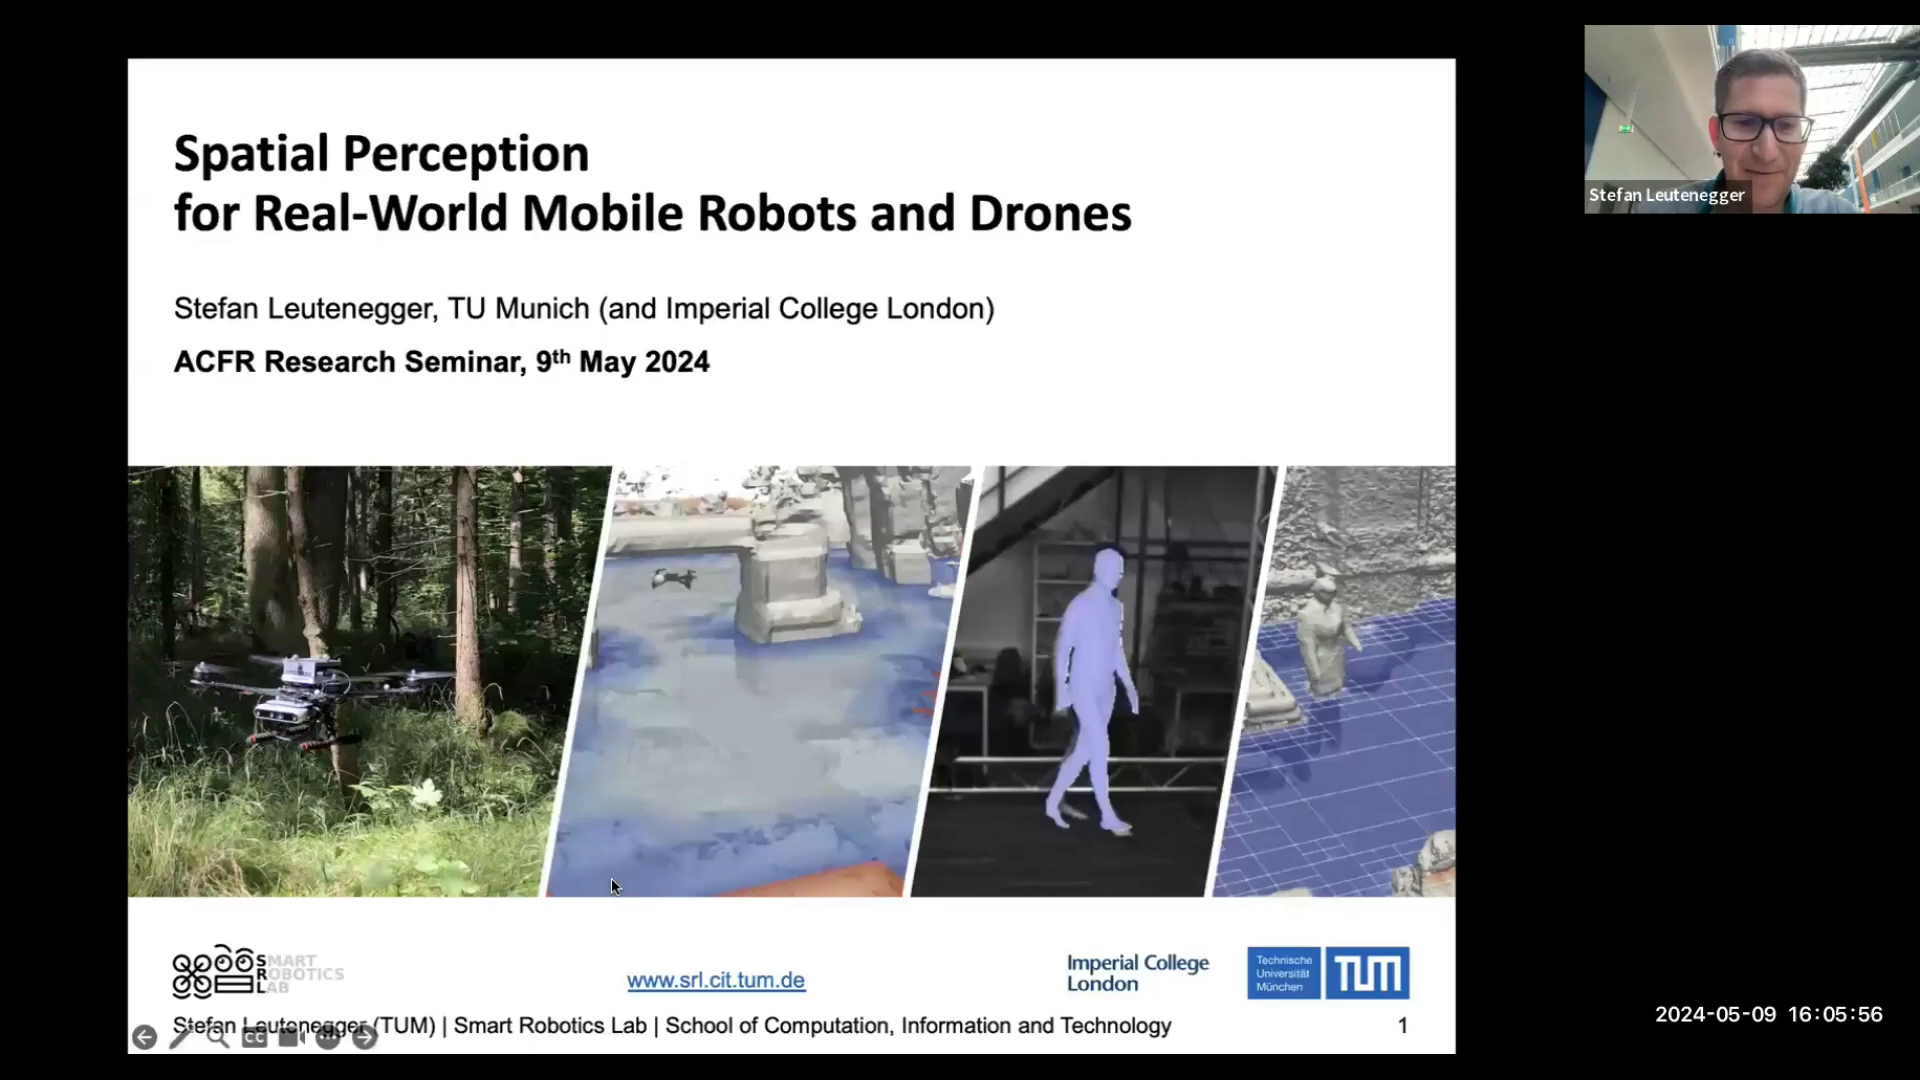 Spatial Perception
for Real-World Mobile Robots and Drones
Stefan Leutenegger, TU Munich (and Imperial College London)
ACFR Research Seminar, 9th May 2024
Stefan Leutenegger
SMART
ROBOTICS
LAB
www.srl.cit.tum.de
Imperial College
London
Technische
Universität
München
TUM
Stefan Leutenegger (TUM) | Smart Robotics Lab | School of Computation, Information and Technology
1
CC
2024-05-09 16:05:56